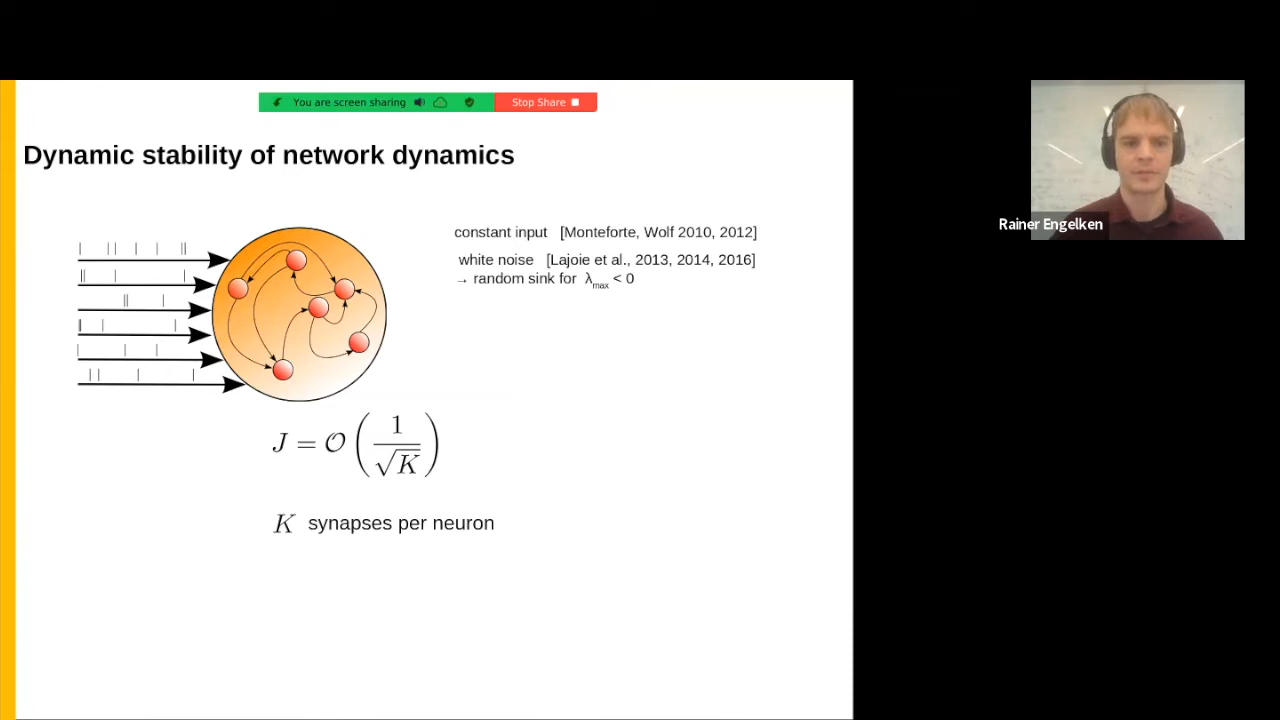 You are screen sharing
Stop Share
Dynamic stability of network dynamics
constant input [Monteforte, Wolf 2010, 2012]
white noise [Lajoie et al., 2013, 2014, 2016]
→ random sink for λmax < 0
Rainer Engelken
J = 𝒪(1/√K)
K synapses per neuron